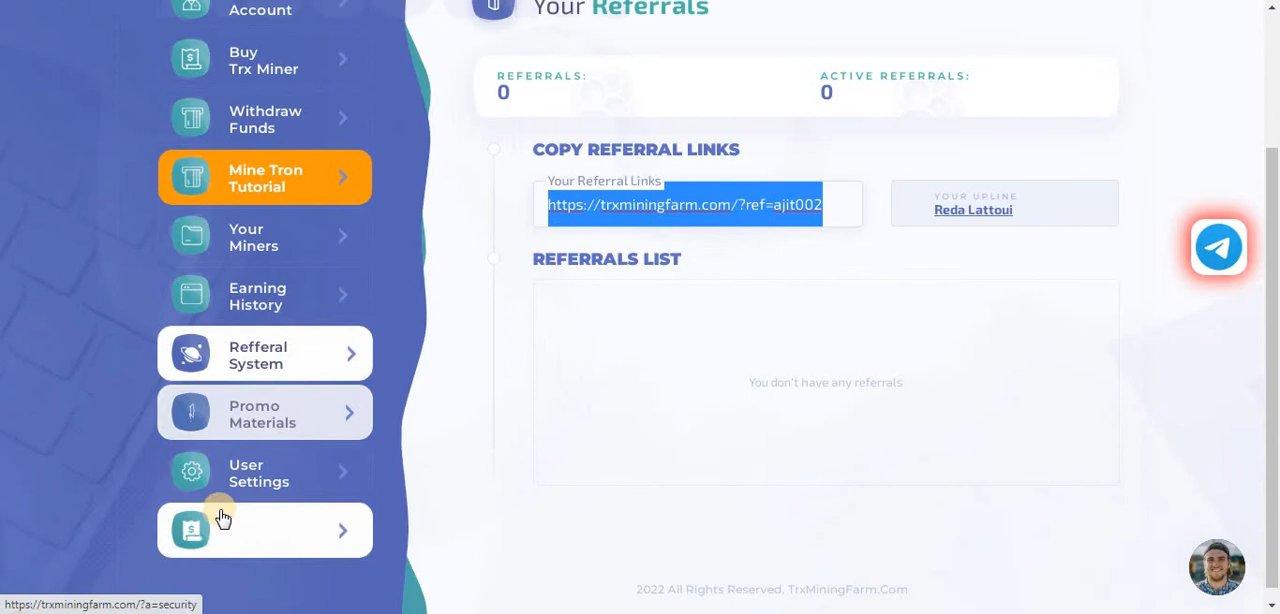 Account
Buy
Trx Miner
Withdraw
Funds
Mine Tron
Tutorial
Your
Miners
Earning
History
Refferal
System
Promo
Materials
User
Settings
https://trxminingfarm.com/?a=security
Your Referrals
REFERRALS:
0
ACTIVE REFERRALS:
0
COPY REFERRAL LINKS
Your Referral Links
https://trxminingfarm.com/?ref=ajit002
YOUR UPLINE
Reda Lattoui
REFERRALS LIST
You don't have any referrals
2022 All Rights Reserved. TrxMiningFarm.Com